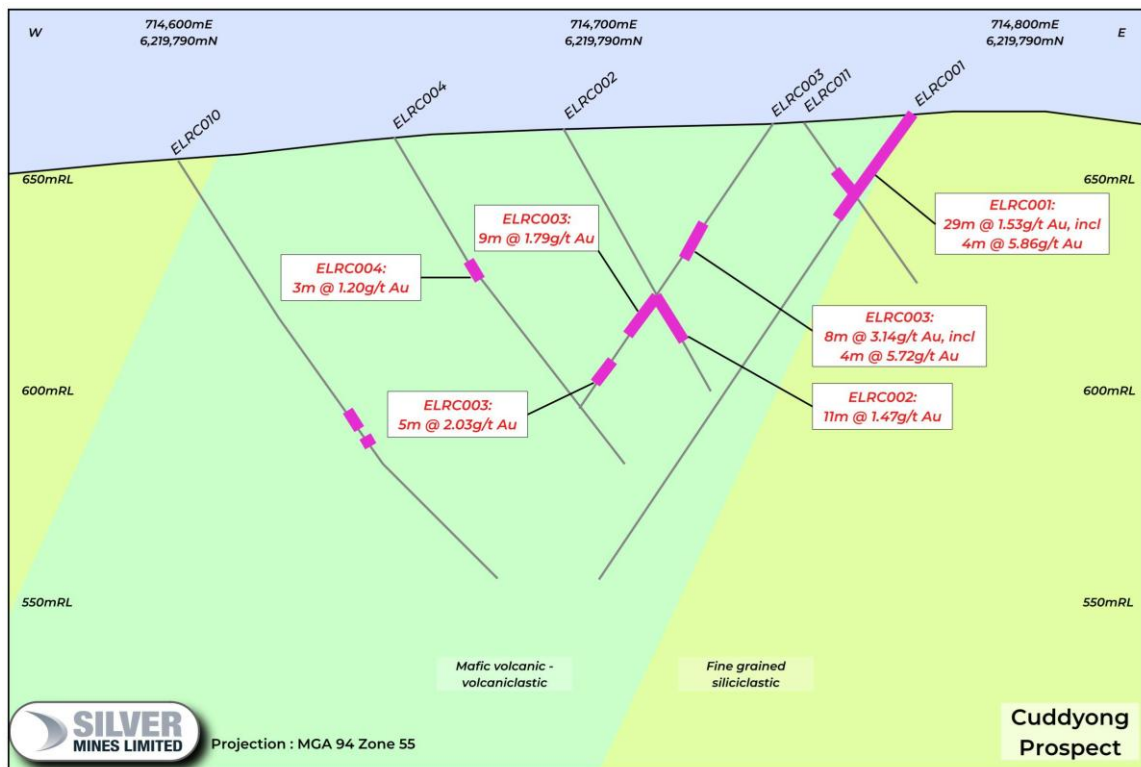 W
714,600mE
6,219,790mN
714,700mE
6,219,790mN
714,800mE
6,219,790mN
E
ELRC010
ELRC004
ELRC002
ELRC003
ELRC011
ELRC001
650mRL
650mRL
ELRC001:
29m @ 1.53g/t Au, incl
4m @ 5.86g/t Au
ELRC003:
9m @ 1.79g/t Au
ELRC004:
3m @ 1.20g/t Au
ELRC003:
8m @ 3.14g/t Au, incl
4m @ 5.72g/t Au
600mRL
600mRL
ELRC003:
5m @ 2.03g/t Au
ELRC002:
11m @ 1.47g/t Au
550mRL
550mRL
Mafic volcanic -
volcaniclastic
Fine grained
siliciclastic
SILVER
MINES LIMITED
Projection : MGA 94 Zone 55
Cuddyong
Prospect